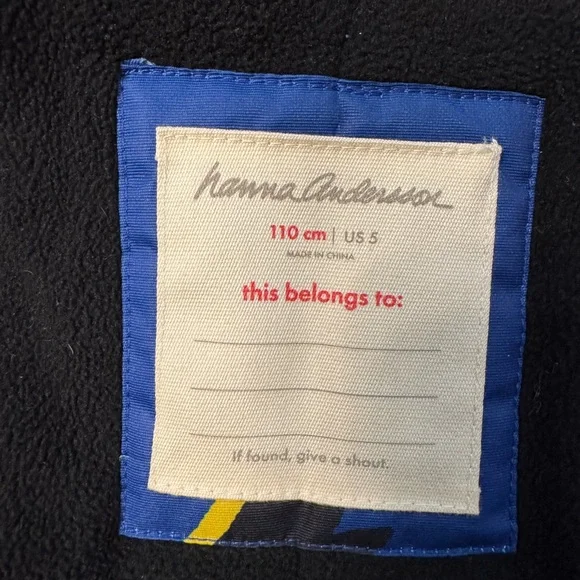 hanna Andersson
110 cm | US 5
MADE IN CHINA
this belongs to:
If found, give a shout.